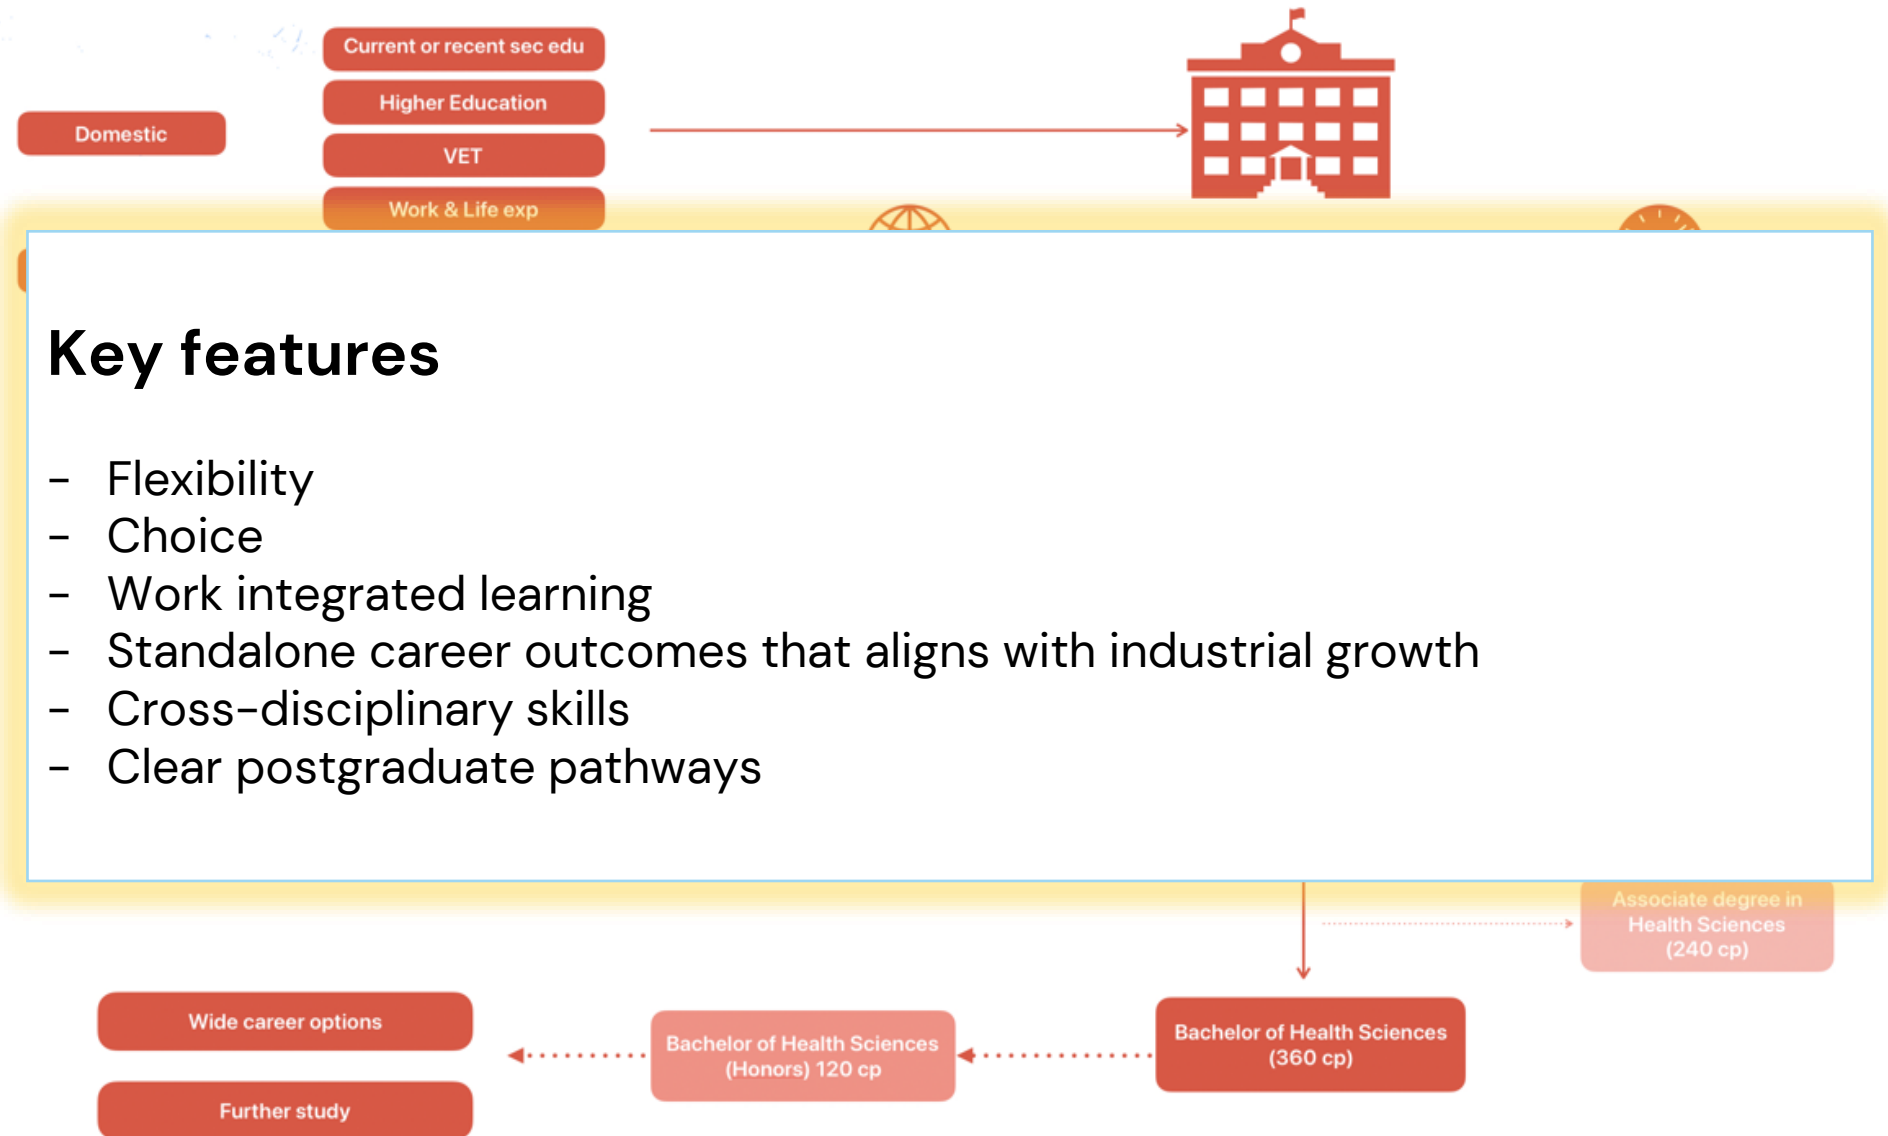 Current or recent sec edu
Higher Education
Domestic
VET
Work & Life exp
Key features
- Flexibility
- Choice
- Work integrated learning
- Standalone career outcomes that aligns with industrial growth
- Cross-disciplinary skills
- Clear postgraduate pathways
Associate degree in
Health Sciences
(240 cp)
Wide career options
Bachelor of Health Sciences
(Honors) 120 cp
Bachelor of Health Sciences
(360 cp)
Further study